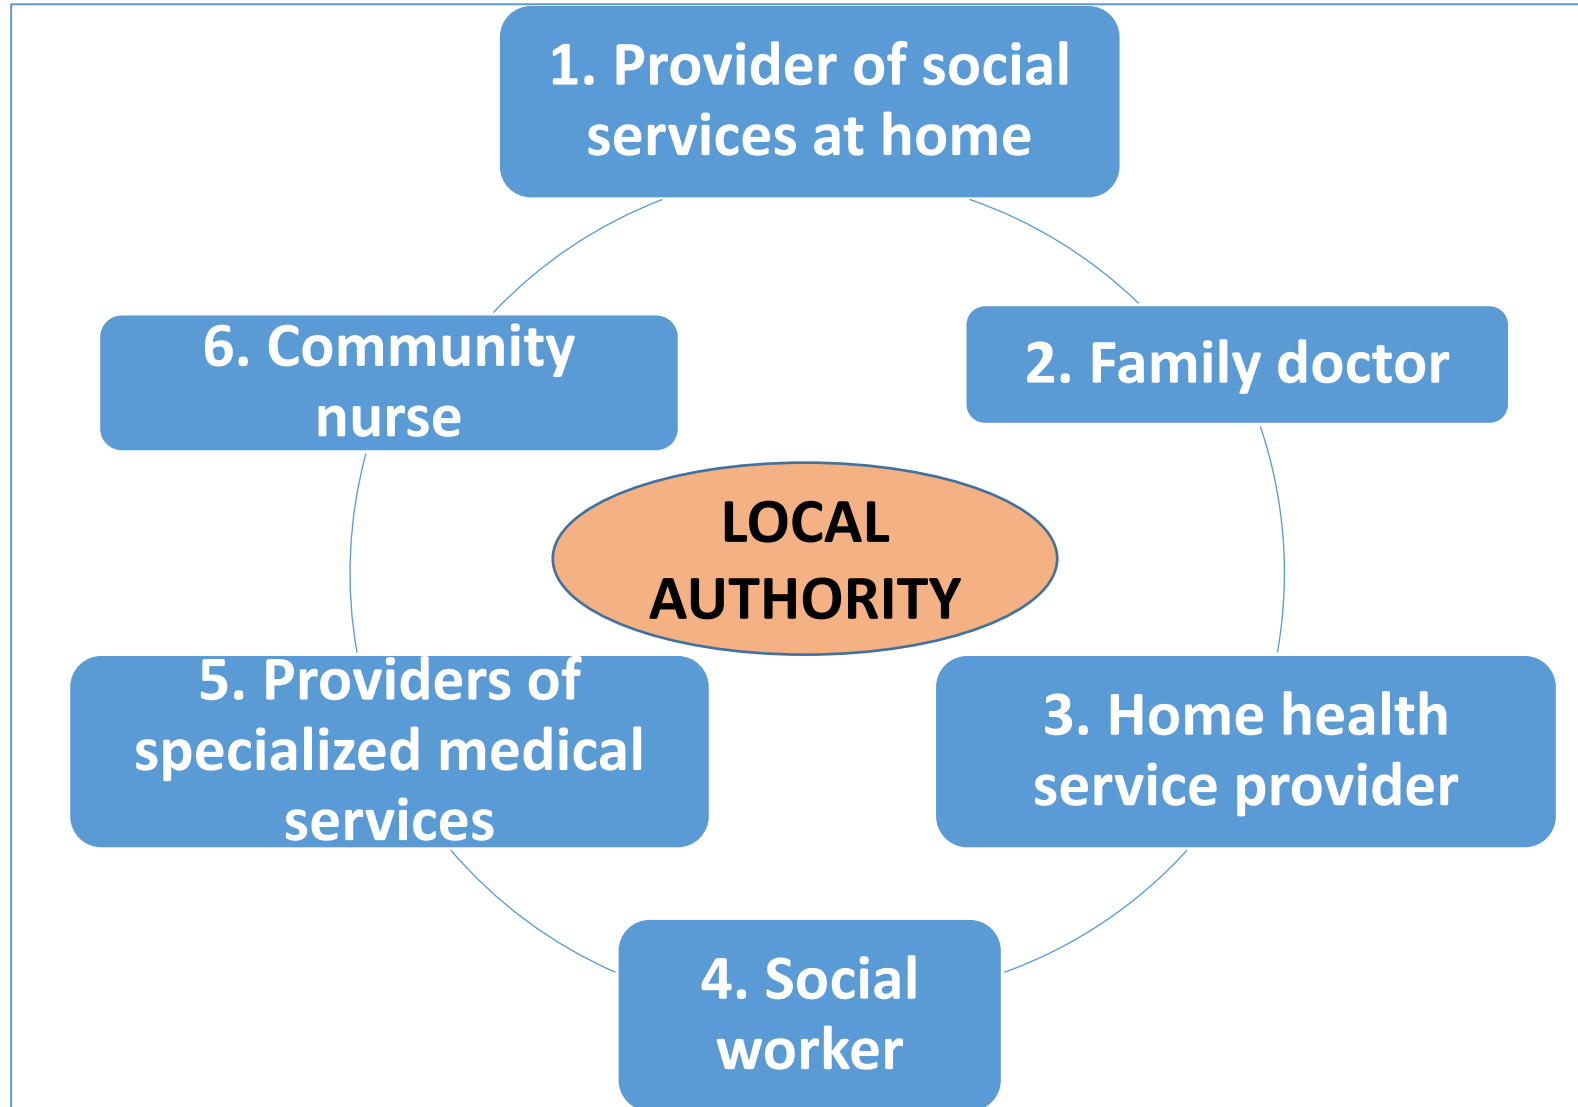 1. Provider of social
services at home
2. Family doctor
3. Home health
service provider
4. Social
worker
5. Providers of
specialized medical
services
6. Community
nurse
LOCAL
AUTHORITY